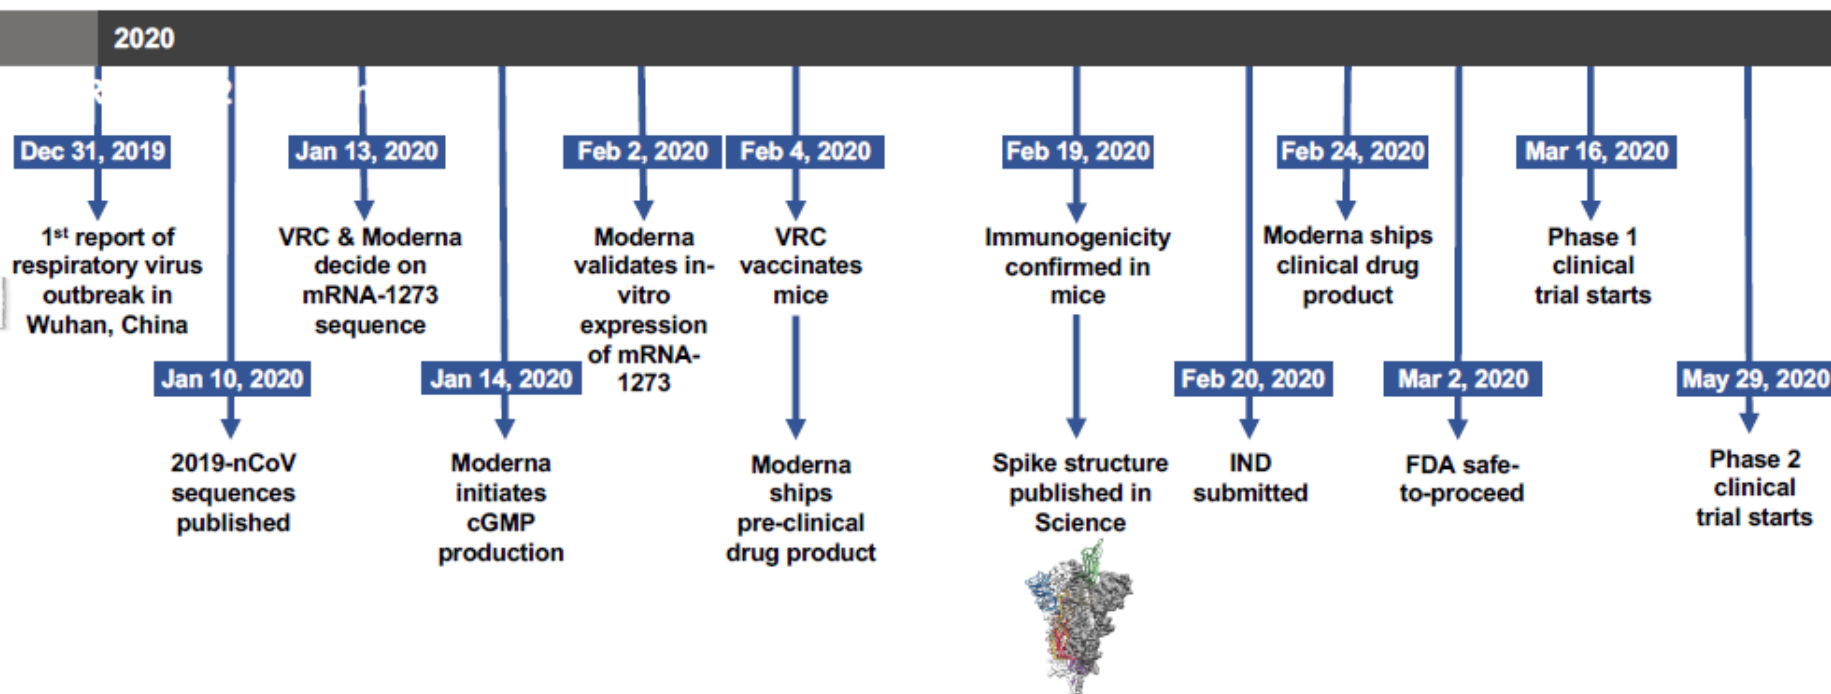 2020
Dec 31, 2019
1st report of
respiratory virus
outbreak in
Wuhan, China
Jan 10, 2020
2019-nCoV
sequences
published
Jan 13, 2020
VRC & Moderna
decide on
mRNA-1273
sequence
Jan 14, 2020
Moderna
initiates
cGMP
production
Feb 2, 2020
Moderna
validates in-
vitro
expression
of mRNA-
1273
Feb 4, 2020
VRC
vaccinates
mice
Moderna
ships
pre-clinical
drug product
Feb 19, 2020
Immunogenicity
confirmed in
mice
Spike structure
published in
Science
Feb 20, 2020
IND
submitted
Feb 24, 2020
Moderna ships
clinical drug
product
Mar 2, 2020
FDA safe-
to-proceed
Mar 16, 2020
Phase 1
clinical
trial starts
May 29, 2020
Phase 2
clinical
trial starts